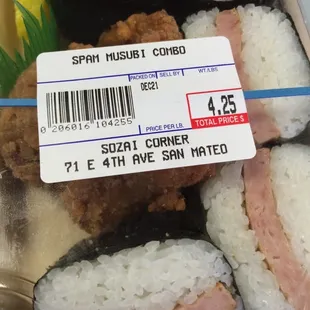 SPAM MUSUBI COMBO
PACKED ON SELL BY WT./LBS.
DEC21
4.25
0 206016 104255
PRICE PER LB. TOTAL PRICE $
SOZAI CORNER
71 E 4TH AVE SAN MATEO